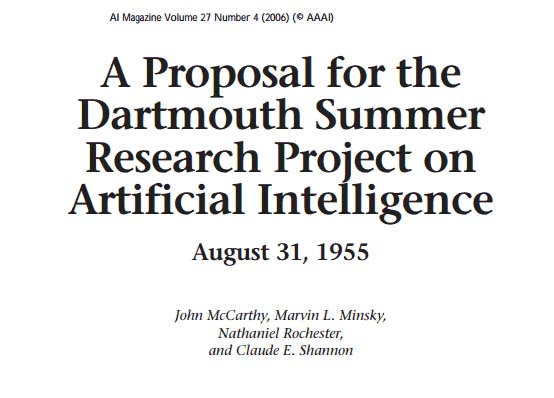 AI Magazine Volume 27 Number 4 (2006) (© AAAI)
A Proposal for the
Dartmouth Summer
Research Project on
Artificial Intelligence
August 31, 1955
John McCarthy, Marvin L. Minsky,
Nathaniel Rochester,
and Claude E. Shannon